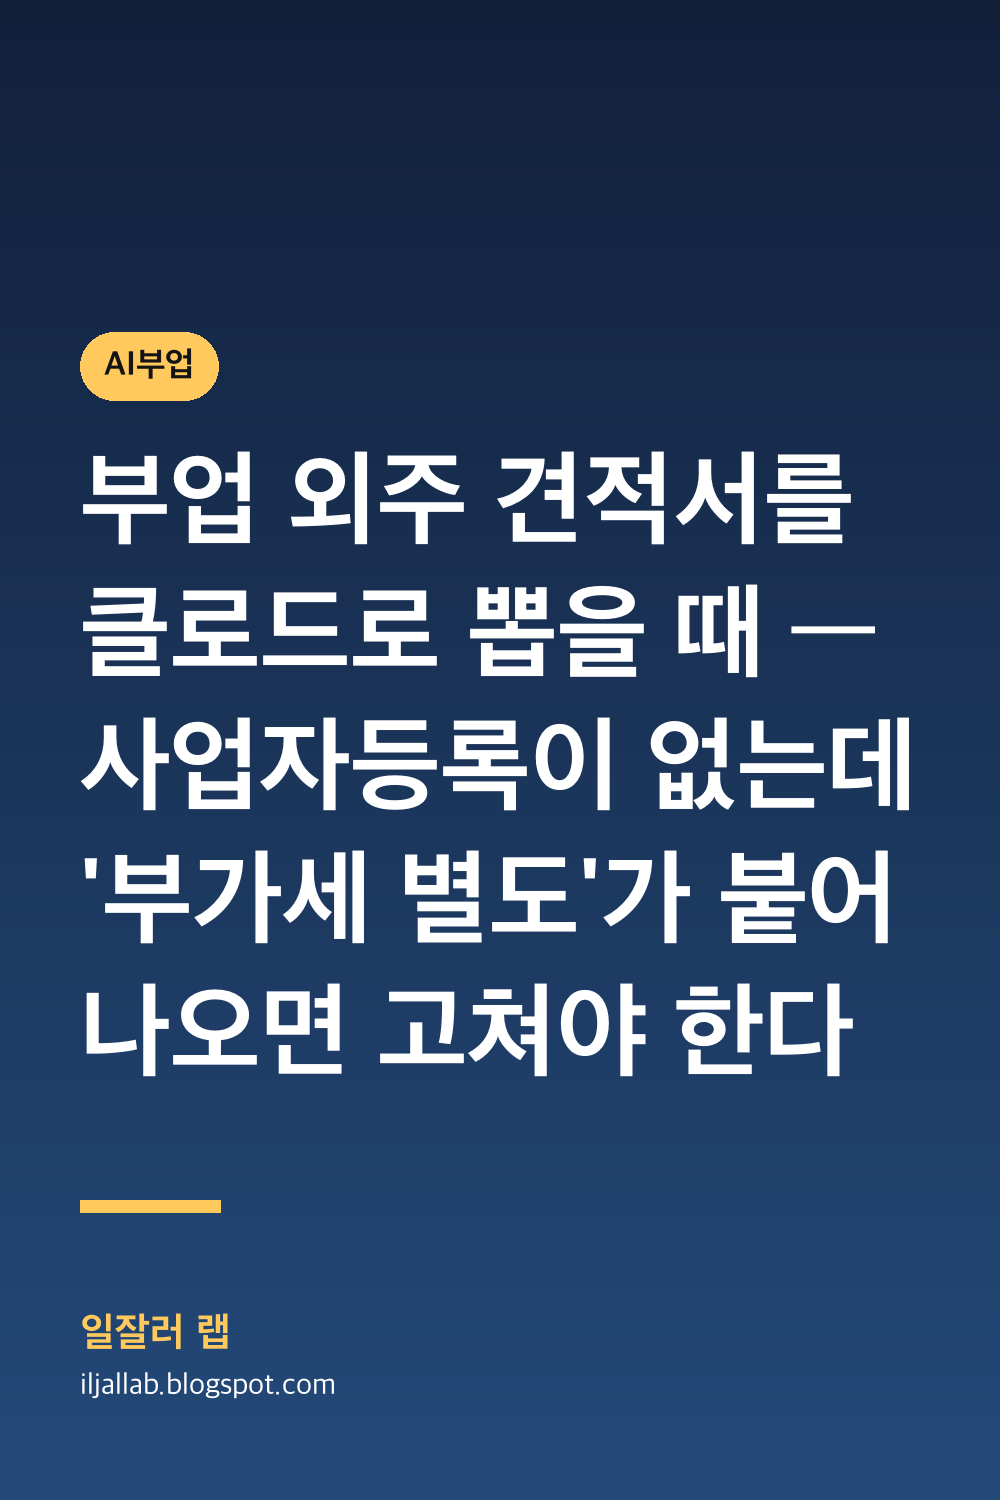 AI부업
부업 외주 견적서를
클로드로 뽑을 때 —
사업자등록이 없는데
'부가세 별도'가 붙어
나오면 고쳐야 한다
일잘러 랩
iljallab.blogspot.com